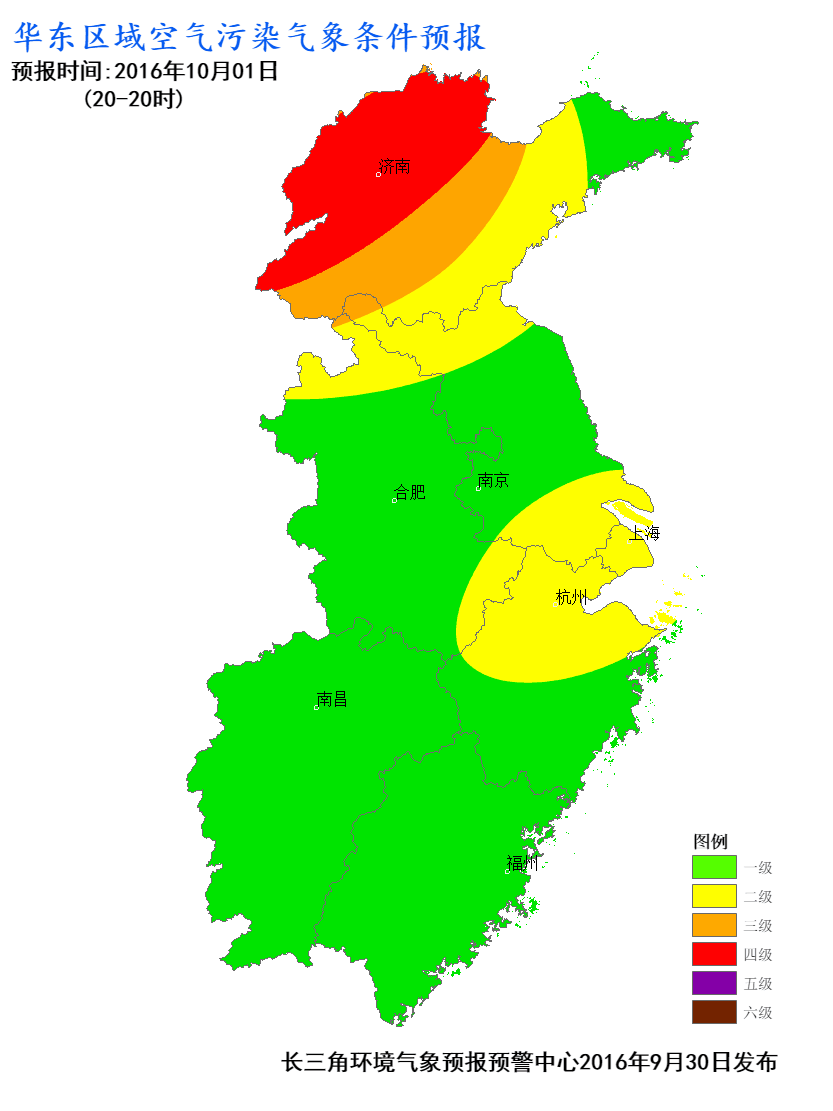 华东区域空气污染气象条件预报
预报时间:2016年10月01日
(20-20时)
济南
南京
合肥
上海
杭州
南昌
福州
图例
一级
二级
三级
四级
五级
六级
长三角环境气象预报预警中心2016年9月30日发布